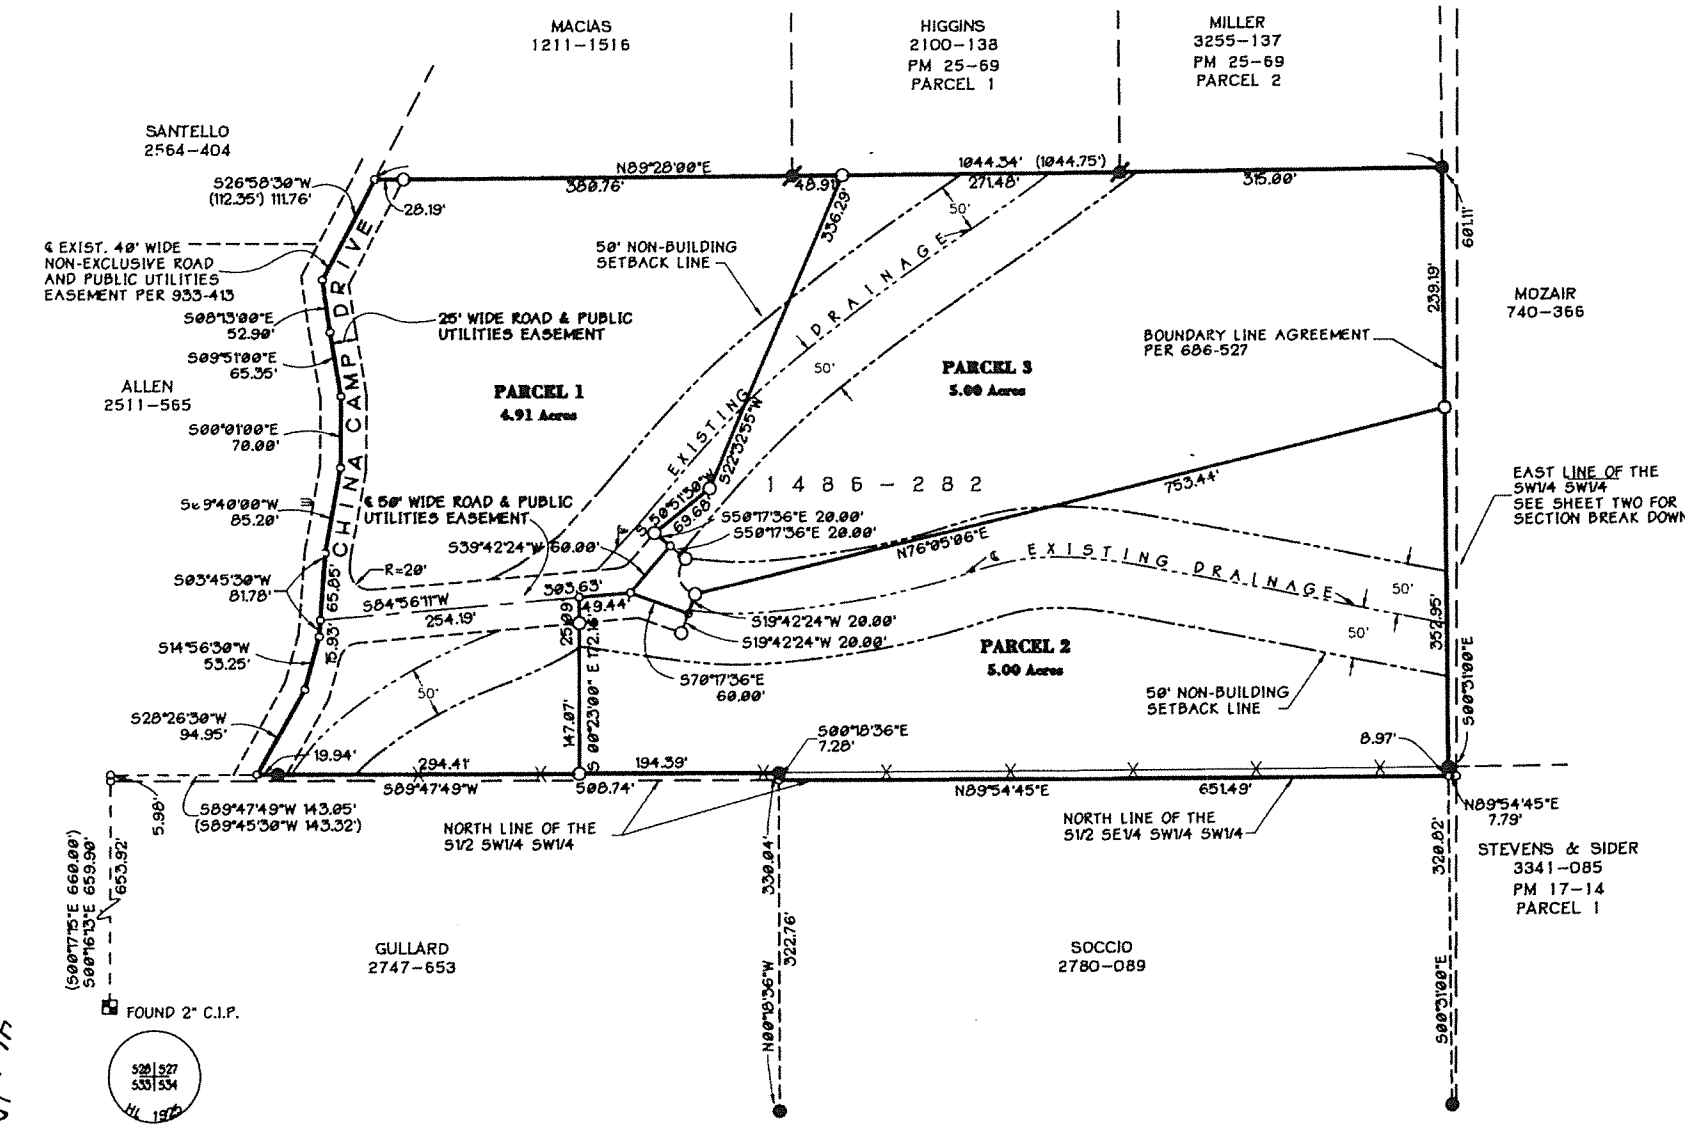 MACIAS
1211-1516
HIGGINS
2100-138
PM 25-69
PARCEL 1
MILLER
3255-137
PM 25-69
PARCEL 2
SANTELLO
2564-404
N89°28'00"E
380.76'
48.91'
1044.34' (1044.75')
271.48'
315.00'
S26°58'30"W
(112.35') 111.76'
28.19'
50'
336.29'
601.11'
℄ EXIST. 40' WIDE
NON-EXCLUSIVE ROAD
AND PUBLIC UTILITIES
EASEMENT PER 933-413
50' NON-BUILDING
SETBACK LINE
EXISTING DRAINAGE
239.19'
MOZAIR
740-366
S08°13'00"E
52.90'
25' WIDE ROAD & PUBLIC
UTILITIES EASEMENT
BOUNDARY LINE AGREEMENT
PER 686-527
S09°51'00"E
65.35'
CHINA CAMP DRIVE
50'
ALLEN
2511-565
PARCEL 1
4.91 Acres
PARCEL 3
5.00 Acres
S00°01'00"E
70.00'
S22°32'55"W
S 50°51'30"W
69.68'
1486-282
753.44'
EAST LINE OF THE
SW1/4 SW1/4
SEE SHEET TWO FOR
SECTION BREAK DOWN
S09°40'00"W
85.20'
℄ 50' WIDE ROAD & PUBLIC
UTILITIES EASEMENT
S50°17'36"E 20.00'
S50°17'36"E 20.00'
S39°42'24"W 60.00'
N76°05'06"E
℄ EXISTING DRAINAGE
R=20'
S03°45'30"W
81.78'
65.85'
S84°56'11"W
254.19'
303.63'
49.44'
25.09'
50'
S19°42'24"W 20.00'
S19°42'24"W 20.00'
50'
352.95'
S14°56'30"W
53.25'
15.93'
PARCEL 2
5.00 Acres
S70°17'36"E
60.00'
50'
50' NON-BUILDING
SETBACK LINE
S00°31'00"E
S28°26'30"W
94.95'
147.07'
S 00°23'00" E 172.16'
S00°18'36"E
7.28'
8.97'
19.94'
294.41'
194.39'
S89°47'49"W
508.74'
N89°54'45"E
651.49'
N89°54'45"E
7.79'
5.98'
S89°47'49"W 143.05'
(S89°45'30"W 143.32')
NORTH LINE OF THE
S1/2 SW1/4 SW1/4
NORTH LINE OF THE
S1/2 SE1/4 SW1/4 SW1/4
(S00°17'15"E 660.00')
S00°16'13"E 659.90'
653.92'
330.04'
322.76'
N00°18'36"W
320.82'
S00°31'00"E
STEVENS & SIDER
3341-085
PM 17-14
PARCEL 1
GULLARD
2747-653
SOCCIO
2780-089
FOUND 2" C.I.P.
S28 S27
S33 S34
HL 1925